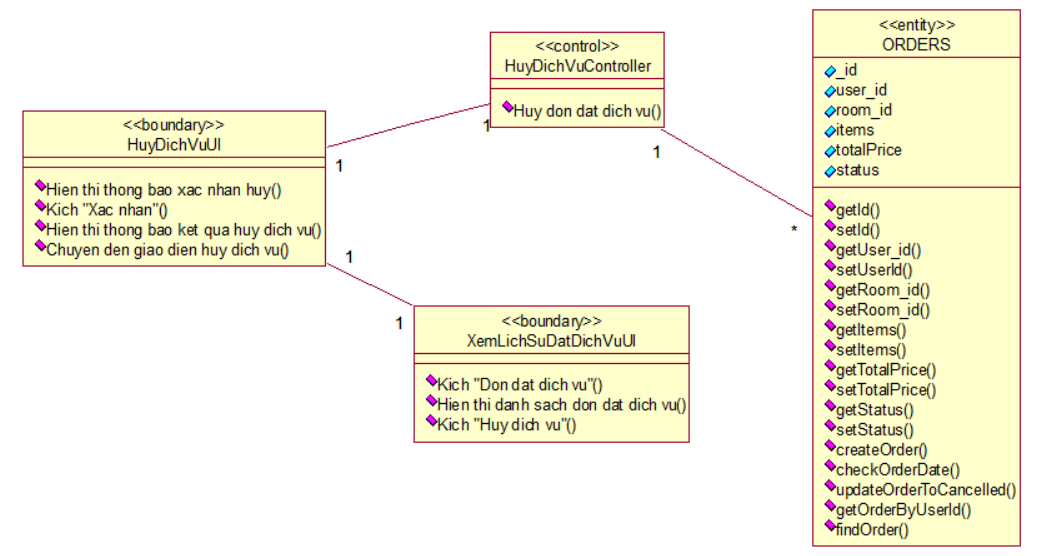 <<boundary>>
HuyDichVuUI
Hien thi thong bao xac nhan huy()
Kich "Xac nhan"()
Hien thi thong bao ket qua huy dich vu()
Chuyen den giao dien huy dich vu()
1
1
<<control>>
HuyDichVuController
Huy don dat dich vu()
1
1
1
<<boundary>>
XemLichSuDatDichVuUI
Kich "Don dat dich vu"()
Hien thi danh sach don dat dich vu()
Kich "Huy dich vu"()
*
<<entity>>
ORDERS
_id
user_id
room_id
items
totalPrice
status
getId()
setId()
getUser_id()
setUserId()
getRoom_id()
setRoom_id()
getItems()
setItems()
getTotalPrice()
setTotalPrice()
getStatus()
setStatus()
createOrder()
checkOrderDate()
updateOrderToCancelled()
getOrderByUserId()
findOrder()